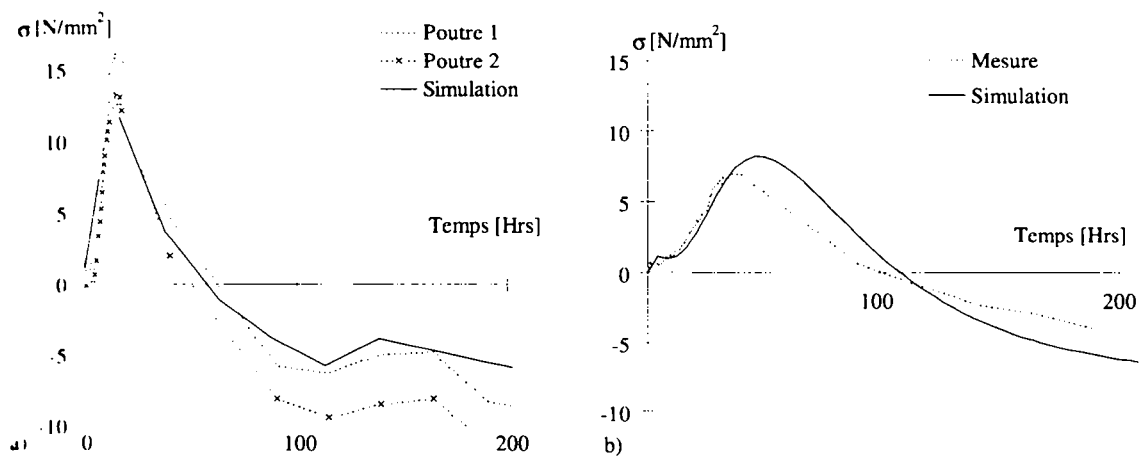 σ [N/mm²]
Poutre 1
Poutre 2
Simulation
15
10
5
0
-5
-10
Temps [Hrs]
a)
0
100
200
σ [N/mm²]
Mesure
Simulation
15
10
5
0
-5
-10
Temps [Hrs]
100
200
b)